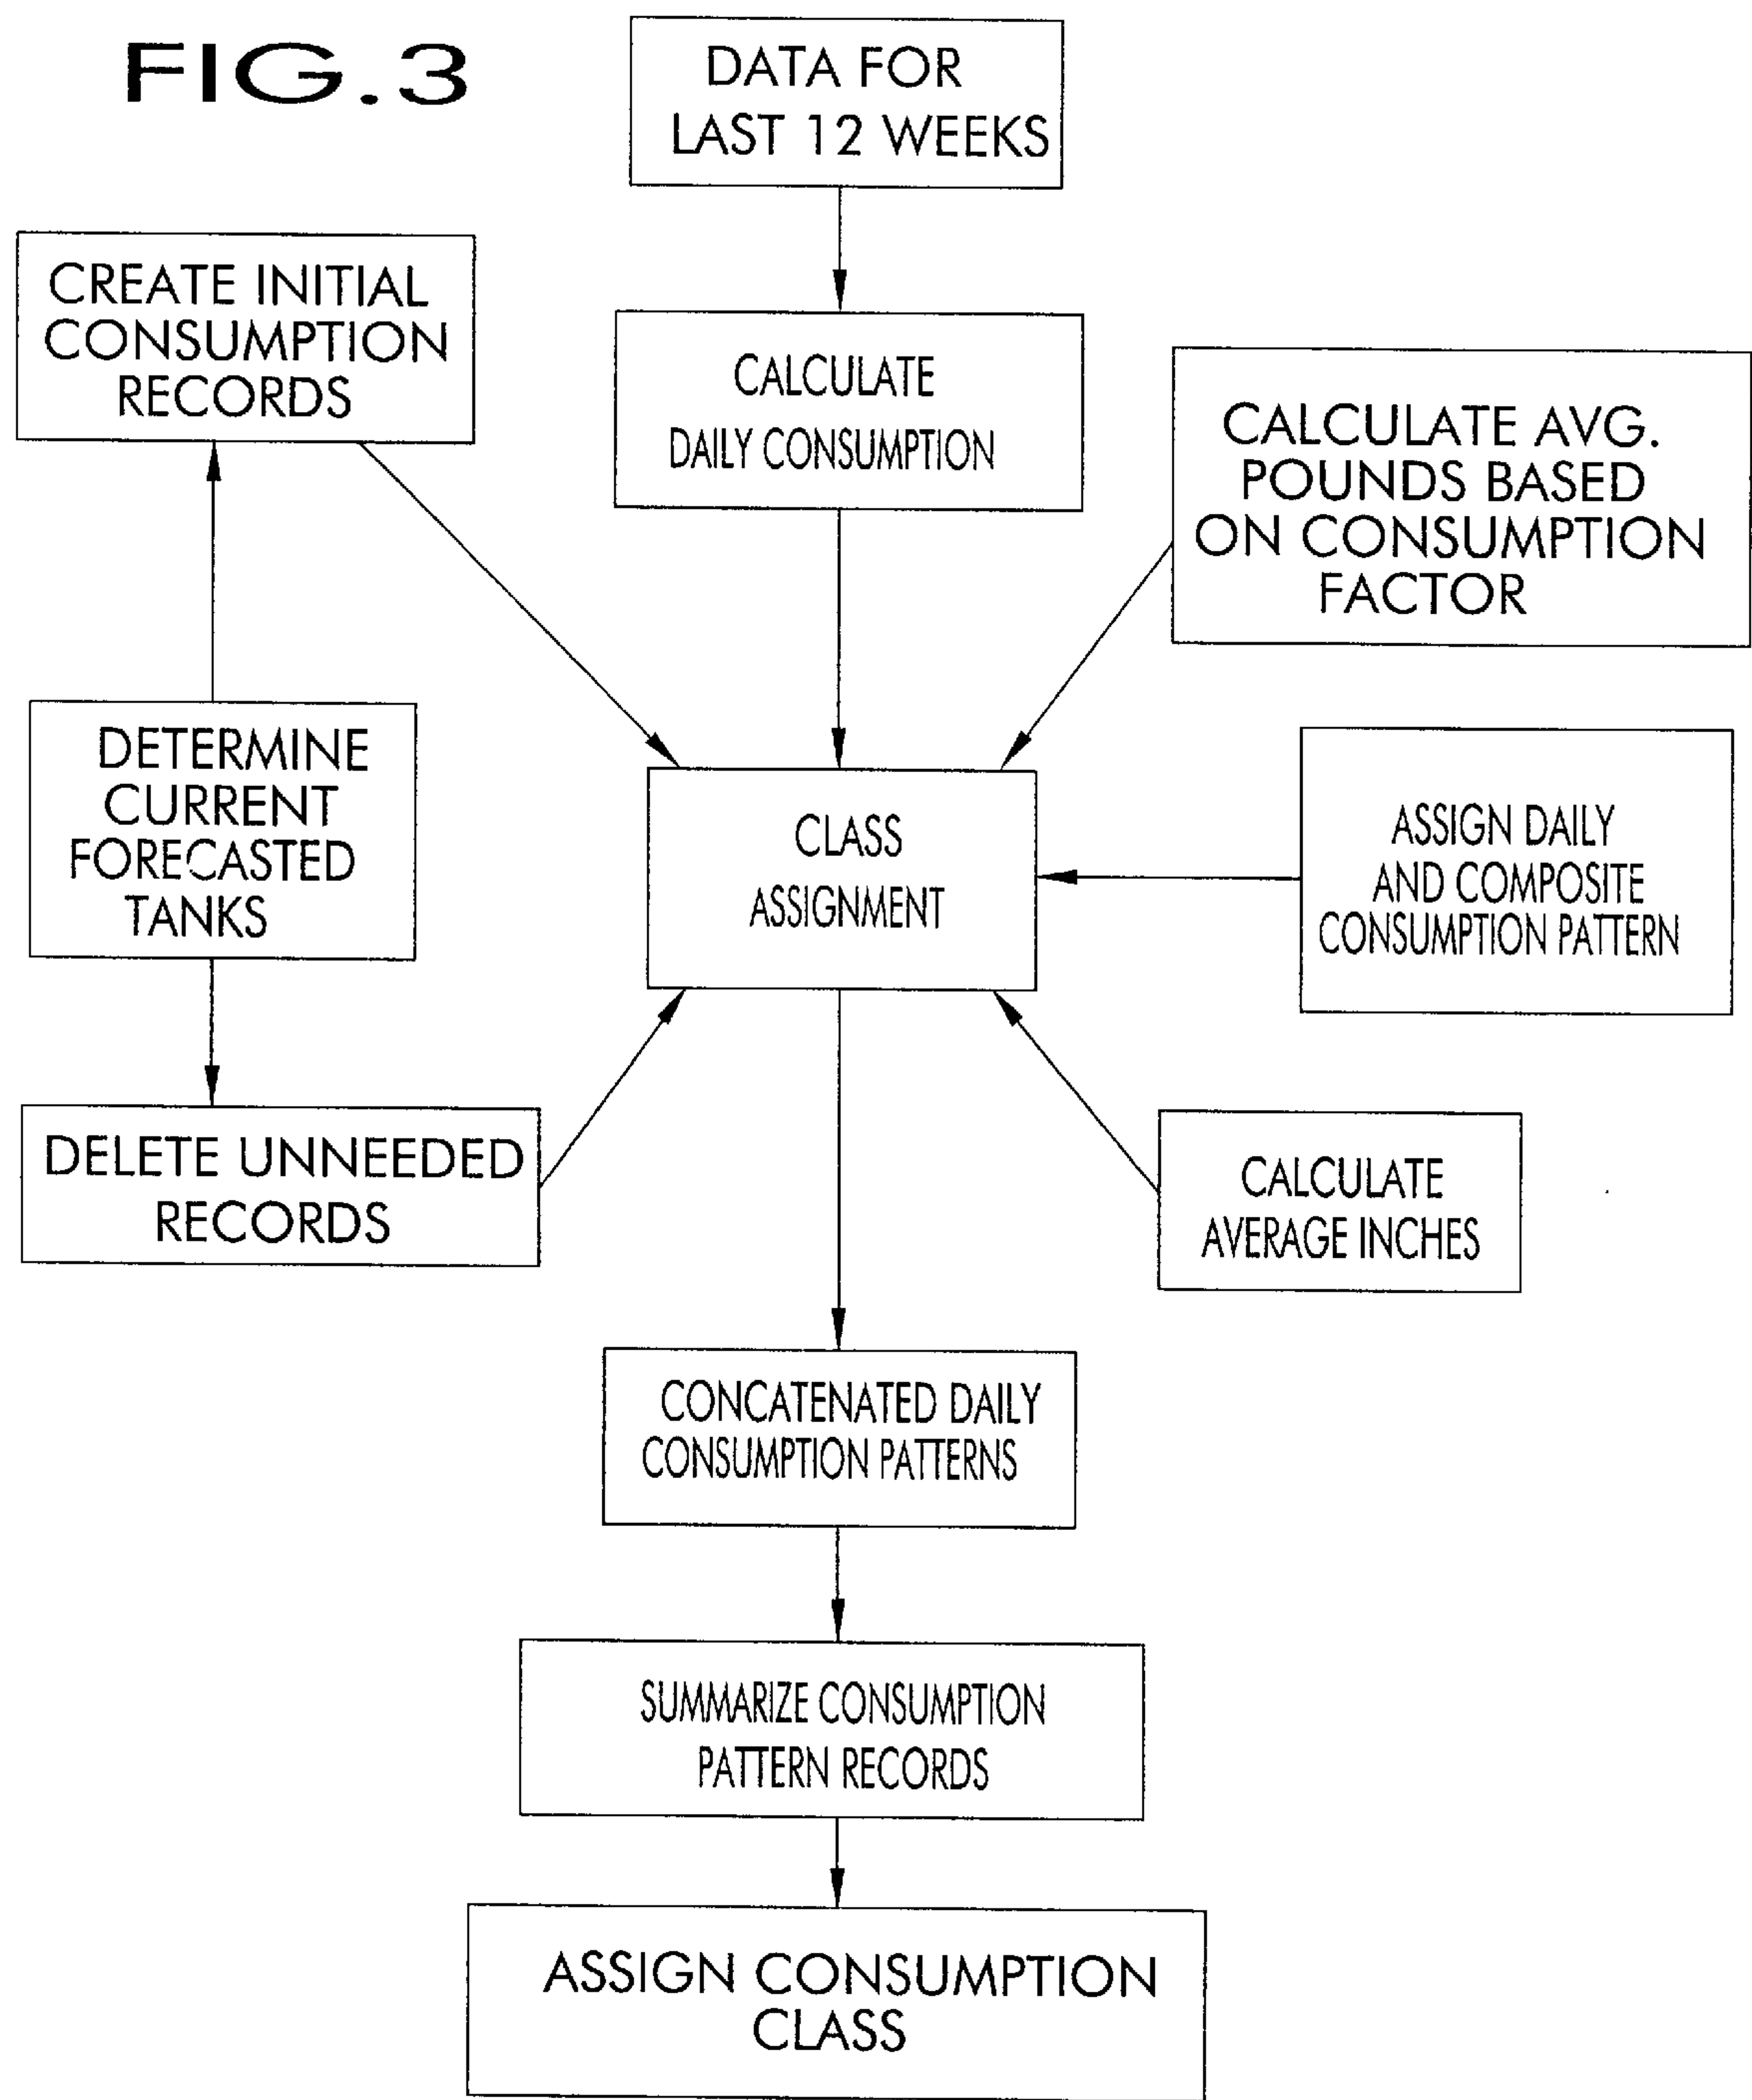 FIG.3
DATA FOR
LAST 12 WEEKS
CREATE INITIAL
CONSUMPTION
RECORDS
CALCULATE
DAILY CONSUMPTION
CALCULATE AVG.
POUNDS BASED
ON CONSUMPTION
FACTOR
DETERMINE
CURRENT
FORECASTED
TANKS
CLASS
ASSIGNMENT
ASSIGN DAILY
AND COMPOSITE
CONSUMPTION PATTERN
DELETE UNNEEDED
RECORDS
CALCULATE
AVERAGE INCHES
CONCATENATED DAILY
CONSUMPTION PATTERNS
SUMMARIZE CONSUMPTION
PATTERN RECORDS
ASSIGN CONSUMPTION
CLASS